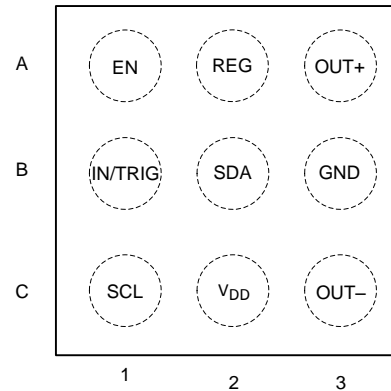 A EN REG OUT+
B IN/TRIG SDA GND
C SCL VDD OUT–
1 2 3